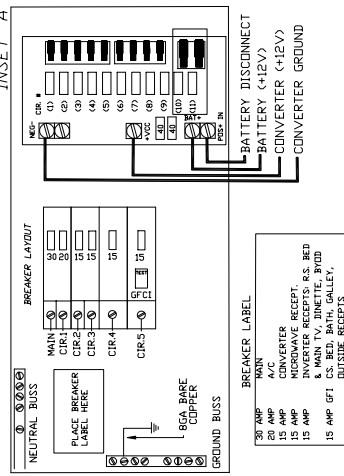 INSET A
CIR. #
(1)
(2)
(3)
(4)
(5)
(6)
(7)
(8)
(9)
(10)
(11)
NEG-
+VCC
40
40
BAT+
POS+ IN
BATTERY DISCONNECT
BATTERY (+12V)
CONVERTER (+12V)
CONVERTER GROUND
BREAKER LAYOUT
30 20 15 15 15 15
TEST
GFCI
MAIN
CIR.1
CIR.2
CIR.3
CIR.4
CIR.5
NEUTRAL BUSS
PLACE BREAKER
LABEL HERE
8GA BARE
COPPER
GROUND BUSS
BREAKER LABEL
30 AMP MAIN
20 AMP A/C
15 AMP CONVERTER
15 AMP MICROWAVE RECEPT.
15 AMP INVERTER RECEPTS: R.S. BED
& MAIN TV, DINETTE, BYOD
15 AMP GFI CS. BED, BATH, GALLEY,
OUTSIDE RECEPTS